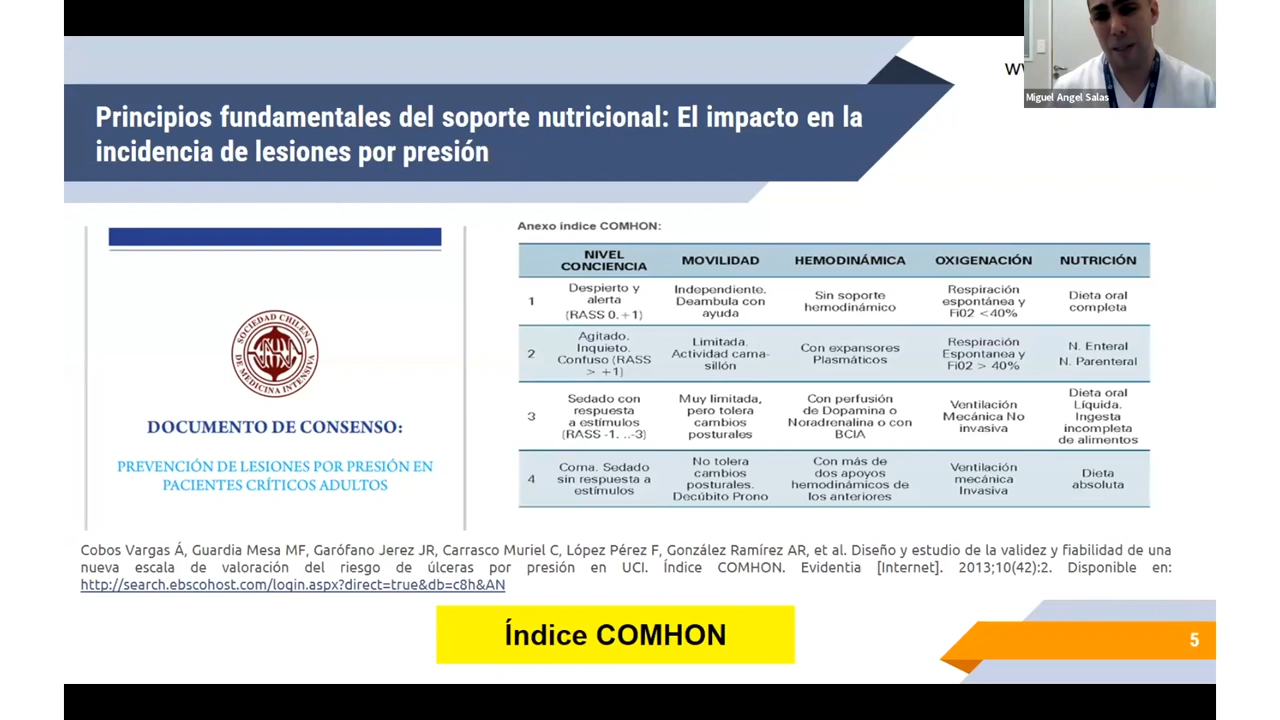 Principios fundamentales del soporte nutricional: El impacto en la
incidencia de lesiones por presión
Miguel Angel Salas
SOCIEDAD CHILENA
DE MEDICINA INTENSIVA
DOCUMENTO DE CONSENSO:
PREVENCIÓN DE LESIONES POR PRESIÓN EN
PACIENTES CRÍTICOS ADULTOS
Anexo índice COMHON:
NIVEL CONCIENCIA MOVILIDAD HEMODINÁMICA OXIGENACIÓN NUTRICIÓN
1
Despierto y
alerta
(RASS 0. +1)
Independiente.
Deambula con
ayuda
Sin soporte
hemodinámico
Respiración
espontánea y
Fi02 <40%
Dieta oral
completa
2
Agitado.
Inquieto.
Confuso (RASS
> +1)
Limitada.
Actividad cama-
sillón
Con expansores
Plasmáticos
Respiración
Espontanea y
Fi02 > 40%
N. Enteral
N. Parenteral
3
Sedado con
respuesta
a estímulos
(RASS -1. ..-3)
Muy limitada,
pero tolera
cambios
posturales
Con perfusión
de Dopamina o
Noradrenalina o con
BCIA
Ventilación
Mecánica No
invasiva
Dieta oral
Líquida.
Ingesta
incompleta
de alimentos
4
Coma. Sedado
sin respuesta a
estímulos
No tolera
cambios
posturales.
Decúbito Prono
Con más de
dos apoyos
hemodinámicos de
los anteriores
Ventilación
mecánica
Invasiva
Dieta
absoluta
Cobos Vargas Á, Guardia Mesa MF, Garófano Jerez JR, Carrasco Muriel C, López Pérez F, González Ramírez AR, et al. Diseño y estudio de la validez y fiabilidad de una
nueva escala de valoración del riesgo de úlceras por presión en UCI. Índice COMHON. Evidentia [Internet]. 2013;10(42):2. Disponible en:
http://search.ebscohost.com/login.aspx?direct=true&db=c8h&AN
Índice COMHON
5